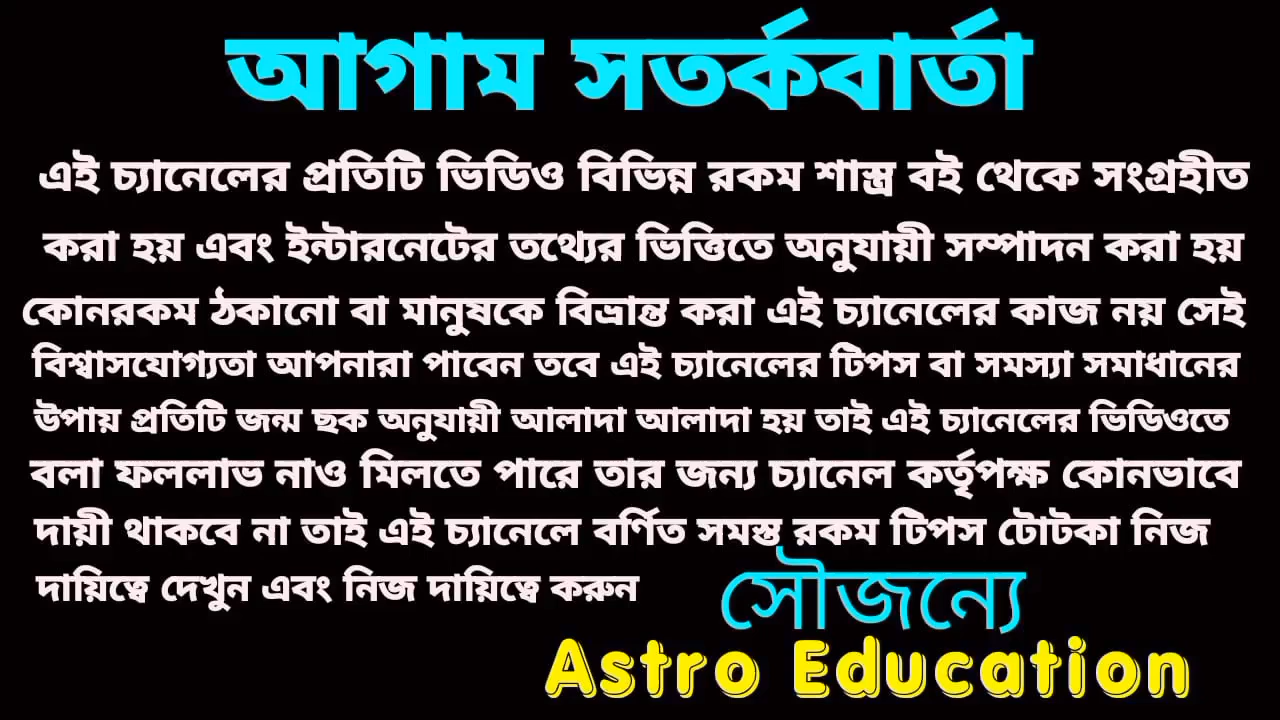 আগাম সতর্কবার্তা
এই চ্যানেলের প্রতিটি ভিডিও বিভিন্ন রকম শাস্ত্র বই থেকে সংগ্রহীত
করা হয় এবং ইন্টারনেটের তথ্যের ভিত্তিতে অনুযায়ী সম্পাদন করা হয়
কোনরকম ঠকানো বা মানুষকে বিভ্রান্ত করা এই চ্যানেলের কাজ নয় সেই
বিশ্বাসযোগ্যতা আপনারা পাবেন তবে এই চ্যানেলের টিপস বা সমস্যা সমাধানের
উপায় প্রতিটি জন্ম ছক অনুযায়ী আলাদা আলাদা হয় তাই এই চ্যানেলের ভিডিওতে
বলা ফললাভ নাও মিলতে পারে তার জন্য চ্যানেল কর্তৃপক্ষ কোনভাবে
দায়ী থাকবে না তাই এই চ্যানেলে বর্ণিত সমস্ত রকম টিপস টোটকা নিজ
দায়িত্বে দেখুন এবং নিজ দায়িত্বে করুন
সৌজন্যে
Astro Education